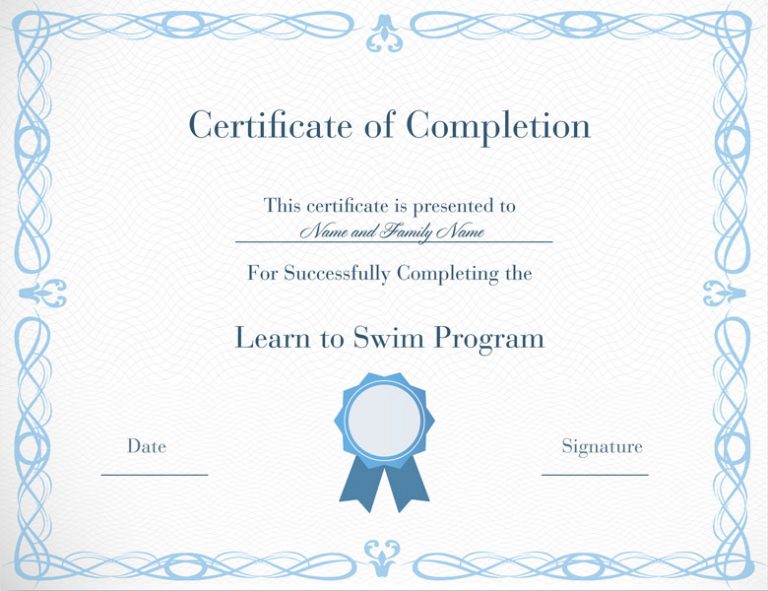 Certificate of Completion
This certificate is presented to
Name and Family Name
For Successfully Completing the
Learn to Swim Program
Date
Signature